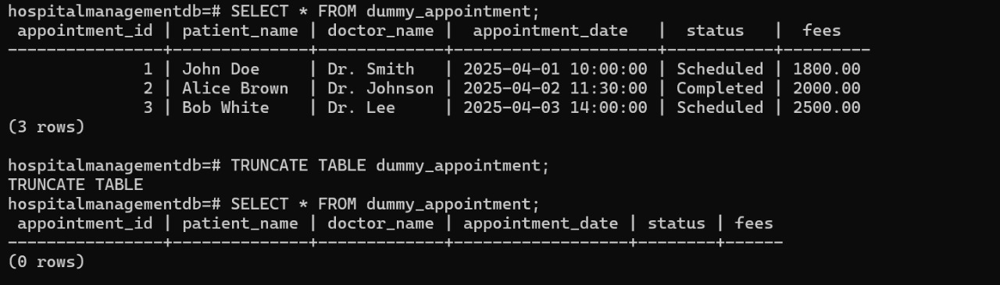 hospitalmanagementdb=# SELECT * FROM dummy_appointment;
 appointment_id | patient_name | doctor_name |  appointment_date   |  status   |  fees
----------------+--------------+-------------+---------------------+-----------+---------
              1 | John Doe     | Dr. Smith   | 2025-04-01 10:00:00 | Scheduled | 1800.00
              2 | Alice Brown  | Dr. Johnson | 2025-04-02 11:30:00 | Completed | 2000.00
              3 | Bob White    | Dr. Lee     | 2025-04-03 14:00:00 | Scheduled | 2500.00
(3 rows)

hospitalmanagementdb=# TRUNCATE TABLE dummy_appointment;
TRUNCATE TABLE
hospitalmanagementdb=# SELECT * FROM dummy_appointment;
 appointment_id | patient_name | doctor_name | appointment_date | status | fees
----------------+--------------+-------------+------------------+--------+------
(0 rows)